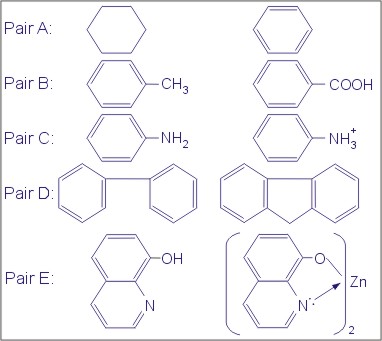 Pair A:
Pair B: CH3 COOH
Pair C: NH2 NH3+
Pair D:
Pair E: OH O Zn
N N: 2